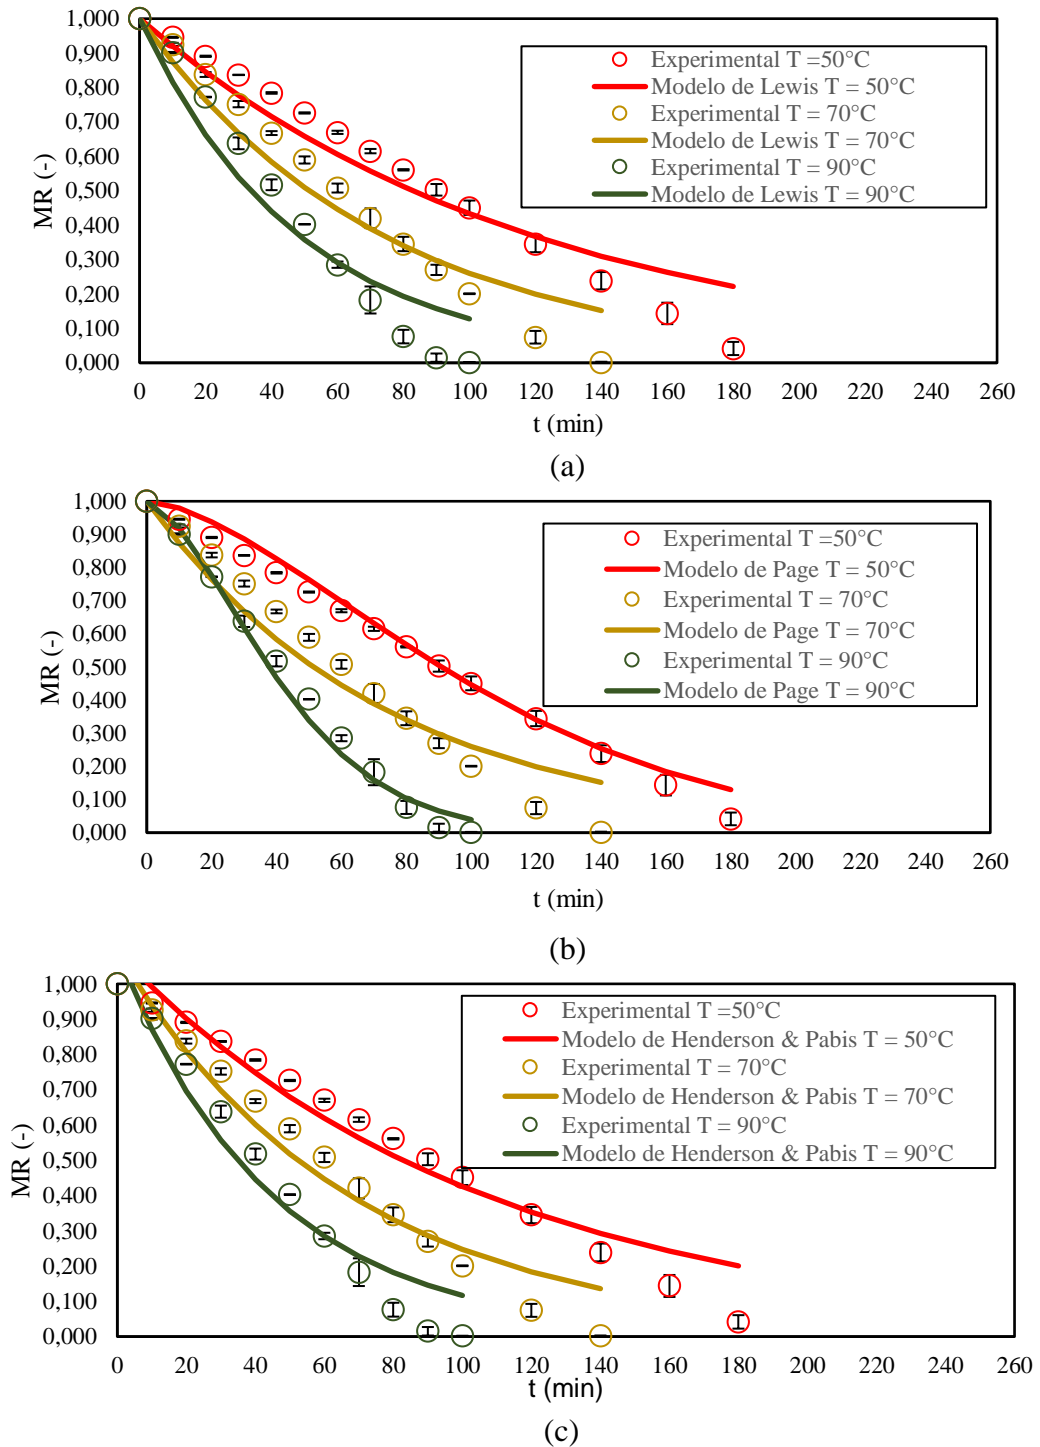 1,000
0,900
0,800
0,700
0,600
0,500
0,400
0,300
0,200
0,100
0,000
MR (-)
Experimental T =50°C
Modelo de Lewis T = 50°C
Experimental T = 70°C
Modelo de Lewis T = 70°C
Experimental T = 90°C
Modelo de Lewis T = 90°C
0 20 40 60 80 100 120 140 160 180 200 220 240 260
t (min)
(a)
1,000
0,900
0,800
0,700
0,600
0,500
0,400
0,300
0,200
0,100
0,000
MR (-)
Experimental T =50°C
Modelo de Page T = 50°C
Experimental T = 70°C
Modelo de Page T = 70°C
Experimental T = 90°C
Modelo de Page T = 90°C
0 20 40 60 80 100 120 140 160 180 200 220 240 260
t (min)
(b)
1,000
0,900
0,800
0,700
0,600
0,500
0,400
0,300
0,200
0,100
0,000
MR (-)
Experimental T =50°C
Modelo de Henderson & Pabis T = 50°C
Experimental T = 70°C
Modelo de Henderson & Pabis T = 70°C
Experimental T = 90°C
Modelo de Henderson & Pabis T = 90°C
0 20 40 60 80 100 120 140 160 180 200 220 240 260
t (min)
(c)